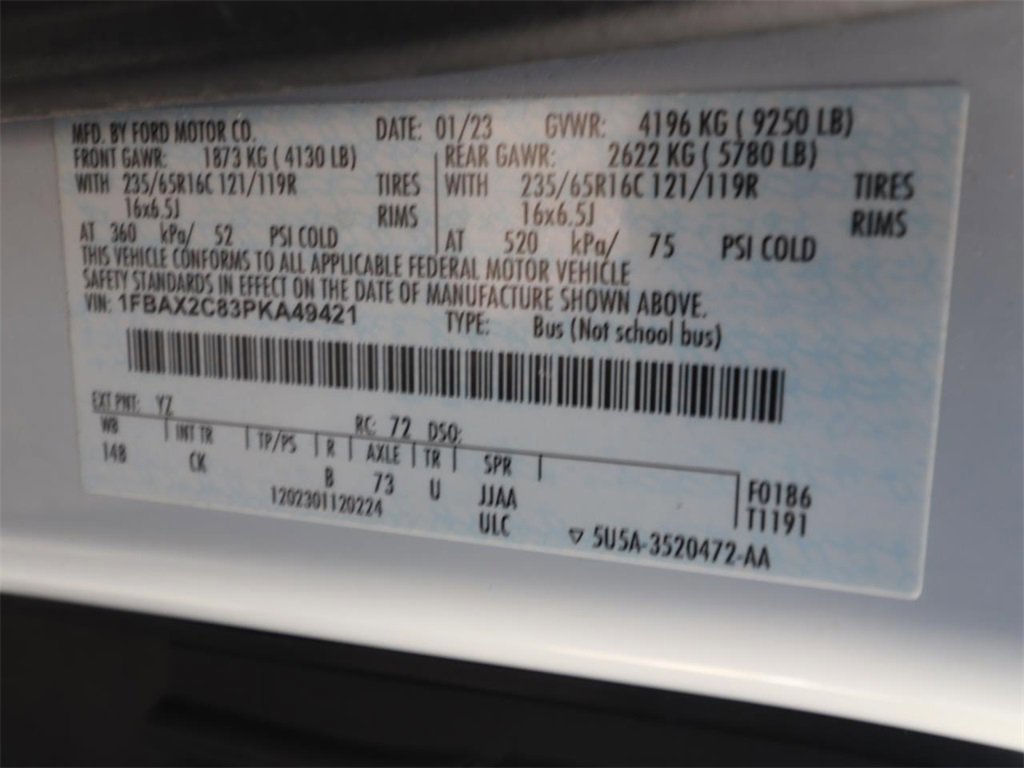 MFD. BY FORD MOTOR CO. DATE: 01/23 GVWR: 4196 KG ( 9250 LB)
FRONT GAWR: 1873 KG ( 4130 LB) REAR GAWR: 2622 KG ( 5780 LB)
WITH 235/65R16C 121/119R TIRES WITH 235/65R16C 121/119R TIRES
16x6.5J RIMS 16x6.5J RIMS
AT 360 kPa/ 52 PSI COLD AT 520 kPa/ 75 PSI COLD
THIS VEHICLE CONFORMS TO ALL APPLICABLE FEDERAL MOTOR VEHICLE
SAFETY STANDARDS IN EFFECT ON THE DATE OF MANUFACTURE SHOWN ABOVE.
VIN: 1FBAX2C83PKA49421 TYPE: Bus (Not school bus)
EXT PNT: YZ RC: 72 DSO:
WB INT TR TP/PS R AXLE TR SPR
148 CK B 73 U JJAA F0186
1202301120224 ULC T1191
▽ 5U5A-3520472-AA